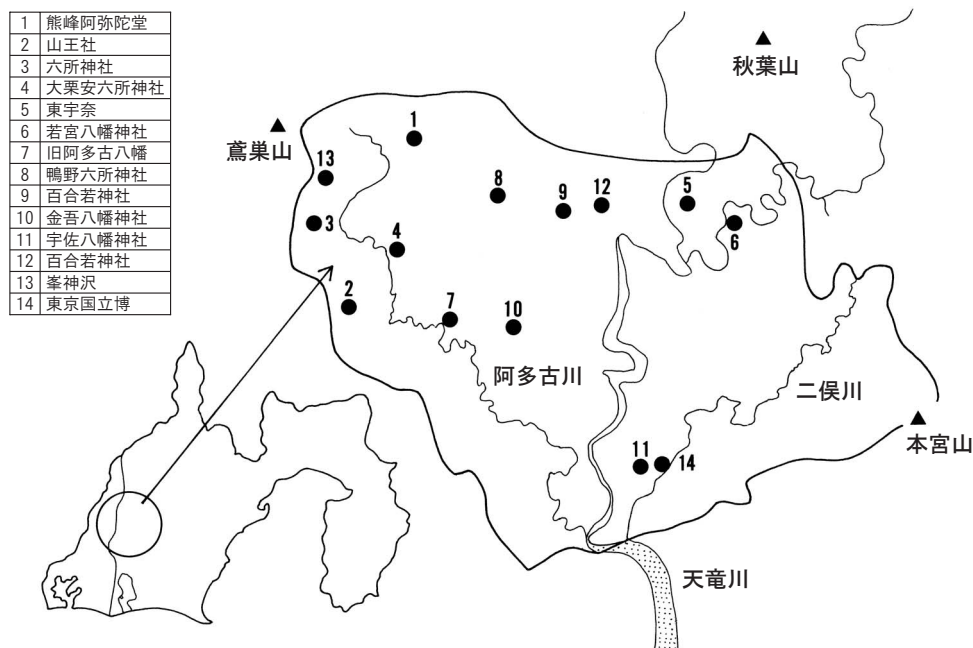 1 熊峰阿弥陀堂
2 山王社
3 六所神社
4 大栗安六所神社
5 東宇奈
6 若宮八幡神社
7 旧阿多古八幡
8 鴨野六所神社
9 百合若神社
10 金吾八幡神社
11 宇佐八幡神社
12 百合若神社
13 峯神沢
14 東京国立博
秋葉山
鳶巣山
1
13
8
9
12
5
3
6
4
2
7
10
阿多古川
二俣川
本宮山
11
14
天竜川